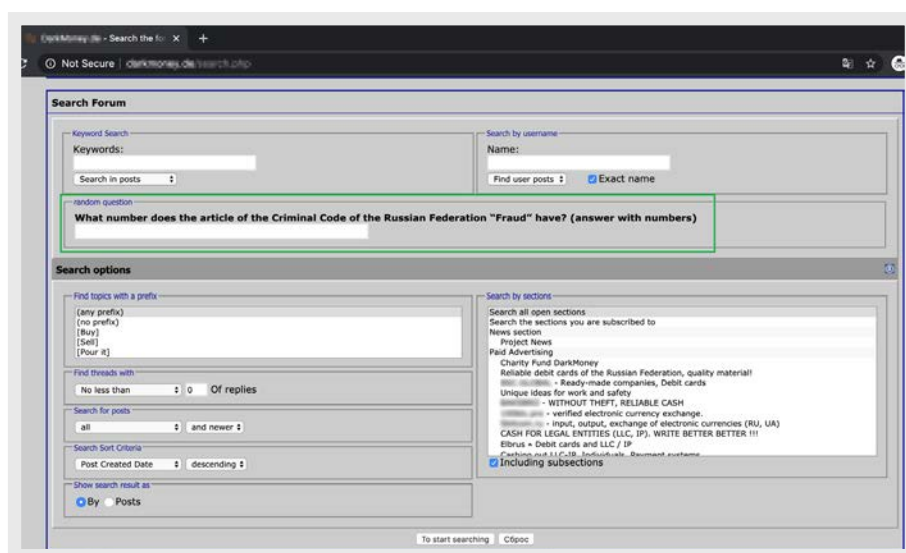 - Search the fo
Not Secure
Search Forum
Keyword Search
Keywords:
Search in posts
Search by username
Name:
Find user posts
Exact name
random question
What number does the article of the Criminal Code of the Russian Federation "Fraud" have? (answer with numbers)
Search options
Find topics with a prefix
(any prefix)
(no prefix)
[Buy]
[Sell]
[Pour it]
Find threads with
No less than
0
Of replies
Search for posts
all
and newer
Search Sort Criteria
Post Created Date
descending
Show search result as
By
Posts
Search by sections
Search all open sections
Search the sections you are subscribed to
News section
Project News
Paid Advertising
Charity Fund DarkMoney
Reliable debit cards of the Russian Federation, quality material!
- Ready-made companies, Debit cards
Unique ideas for work and safety
- WITHOUT THEFT, RELIABLE CASH
- verified electronic currency exchange.
- input, output, exchange of electronic currencies (RU, UA)
CASH FOR LEGAL ENTITIES (LLC, IP). WRITE BETTER BETTER !!!
Elbrus = Debit cards and LLC / IP
Cashing out LLC-IP, Individuals, Payment systems
Including subsections
To start searching
Сброс